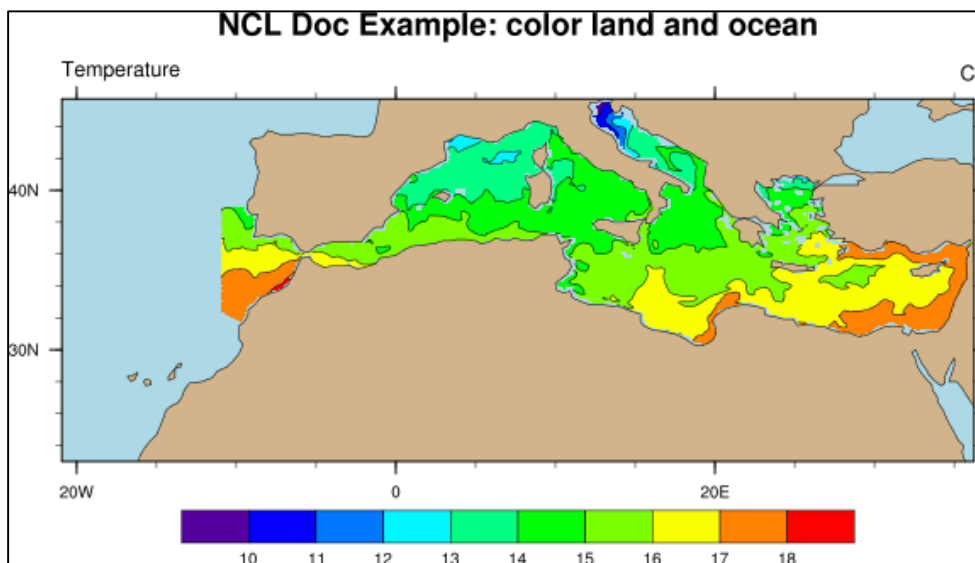 NCL Doc Example: color land and ocean
Temperature C
40N
30N
20W 0 20E
10 11 12 13 14 15 16 17 18